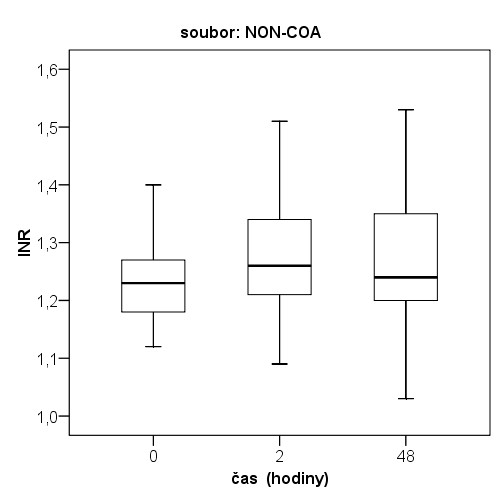 soubor: NON-COA
1,6
1,5
1,4
1,3
1,2
1,1
1,0
INR
0 2 48
čas (hodiny)